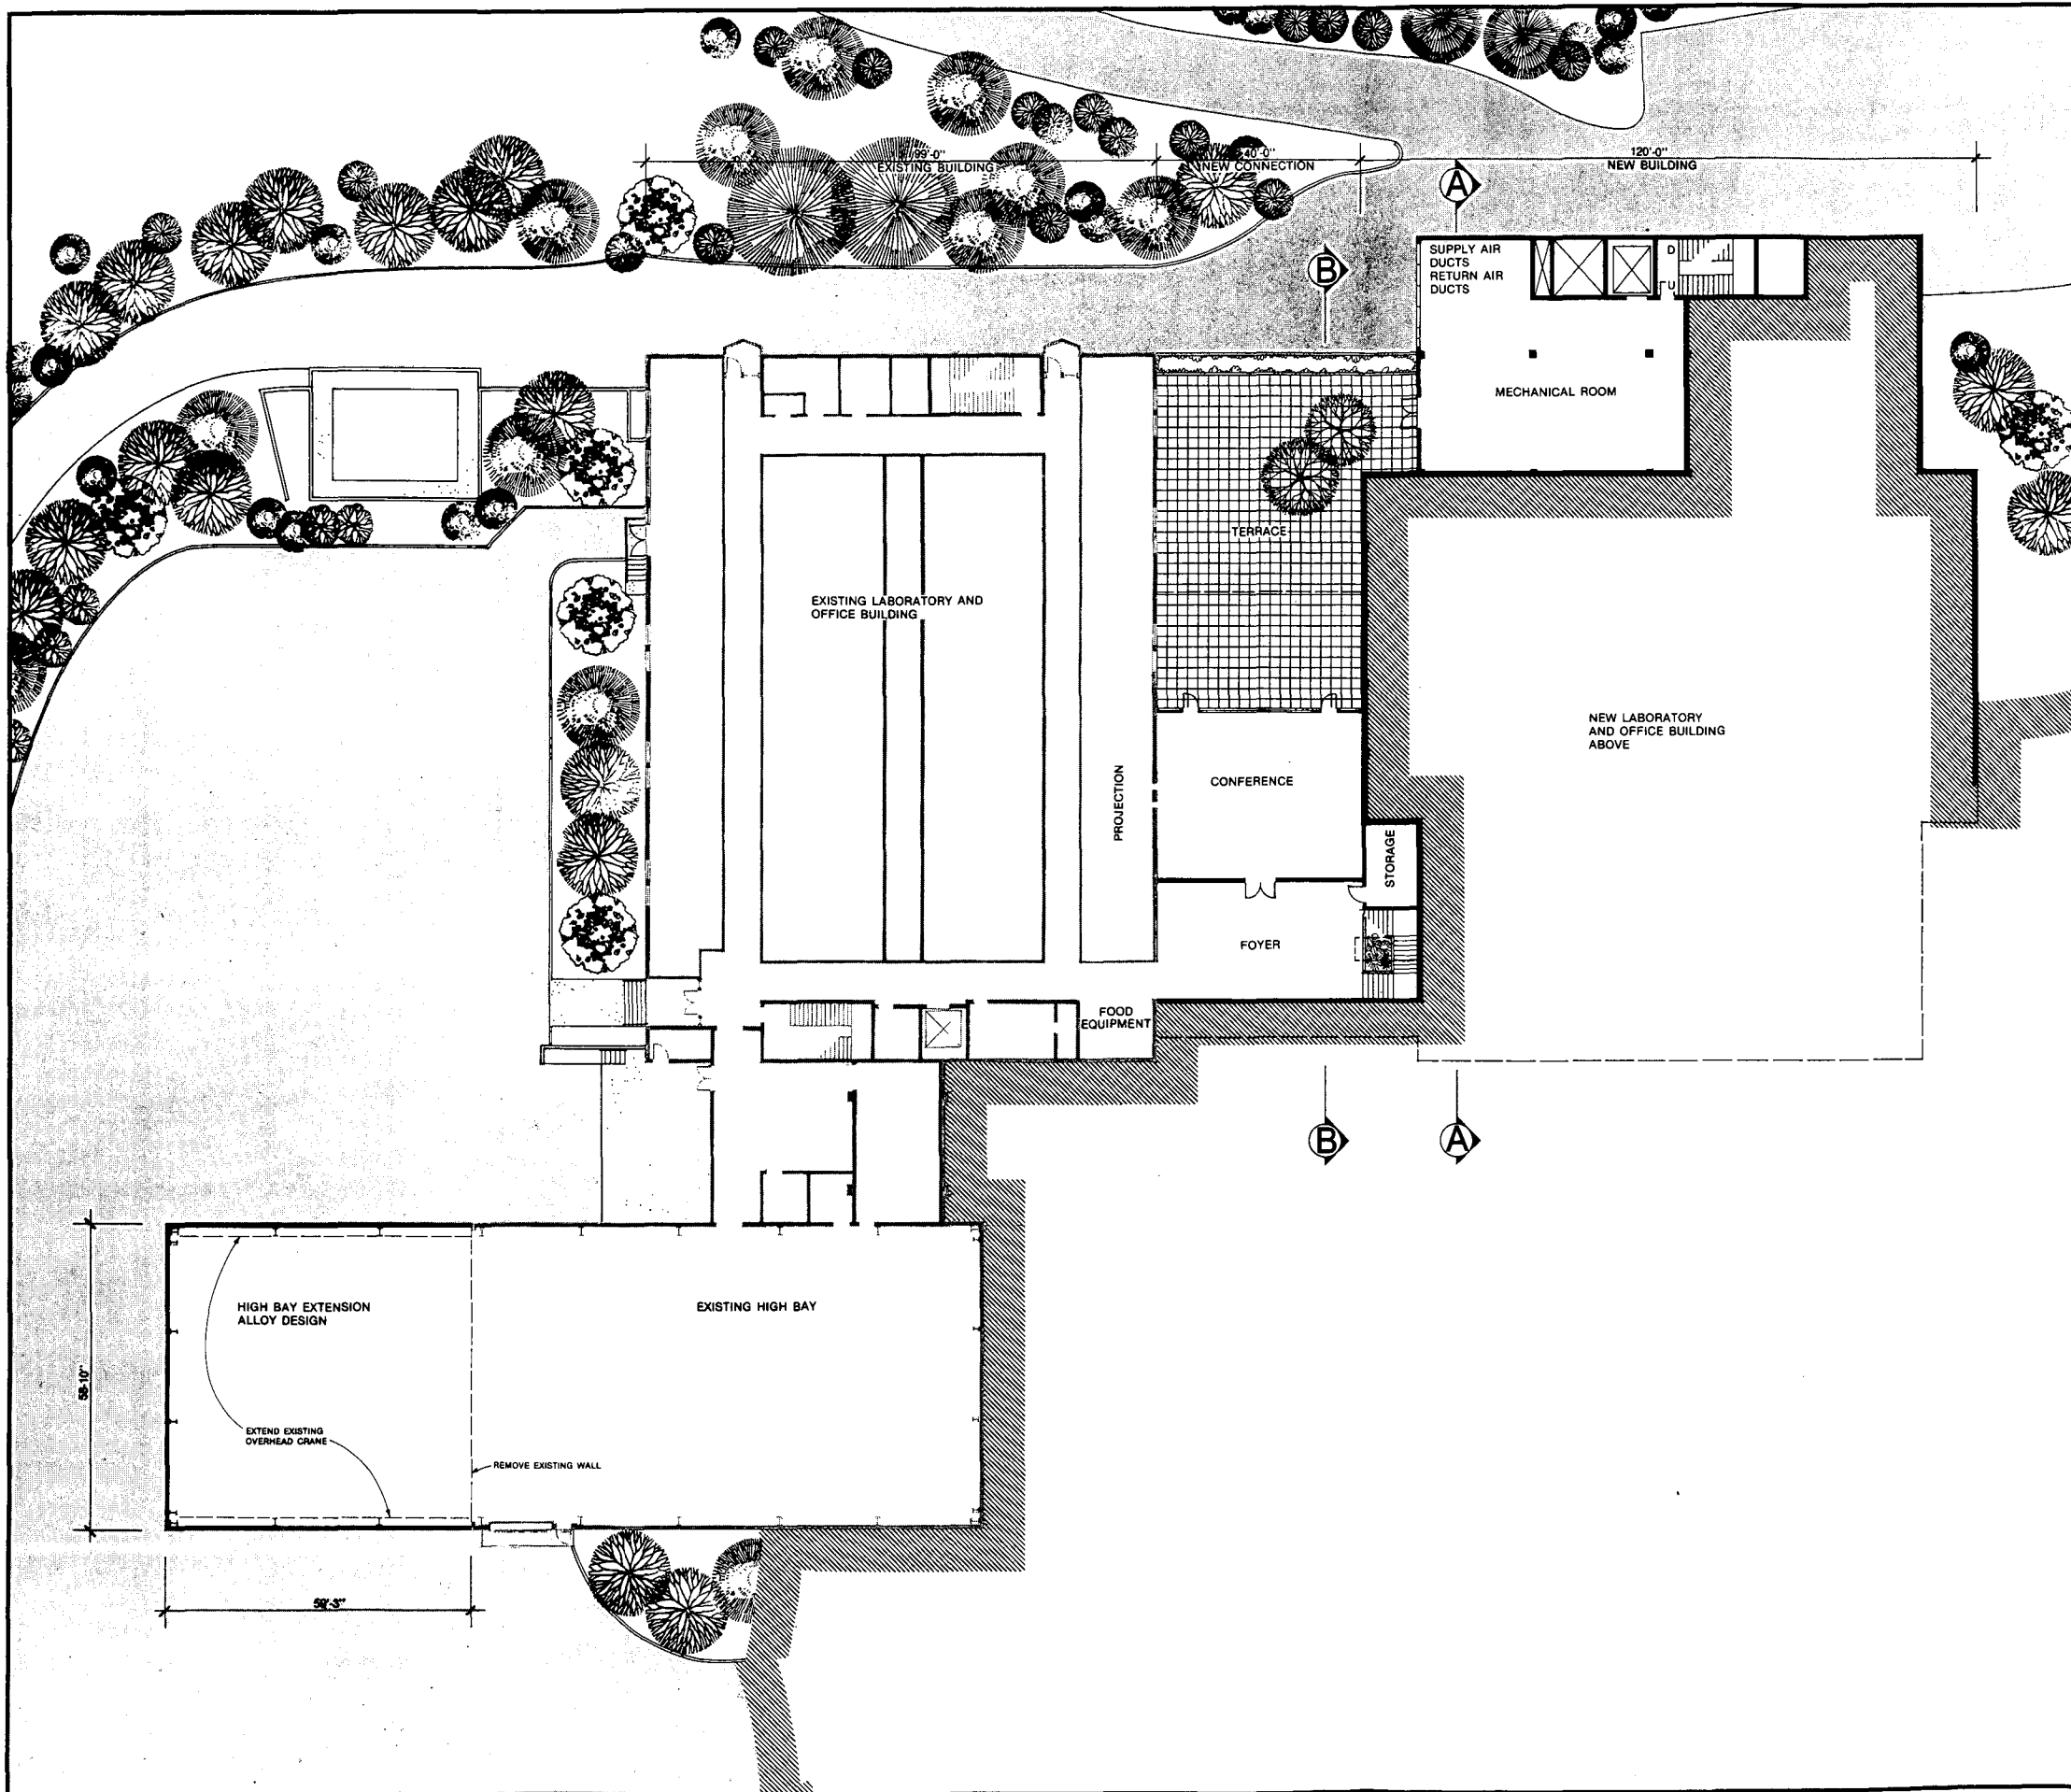 99'-0"
EXISTING BUILDING
40'-0"
NEW CONNECTION
120'-0"
NEW BUILDING
A
B
SUPPLY AIR
DUCTS
RETURN AIR
DUCTS
D
U
MECHANICAL ROOM
TERRACE
EXISTING LABORATORY AND
OFFICE BUILDING
NEW LABORATORY
AND OFFICE BUILDING
ABOVE
PROJECTION
CONFERENCE
STORAGE
FOYER
FOOD
EQUIPMENT
B
A
HIGH BAY EXTENSION
ALLOY DESIGN
EXISTING HIGH BAY
58'-10"
EXTEND EXISTING
OVERHEAD CRANE
REMOVE EXISTING WALL
59'-3"